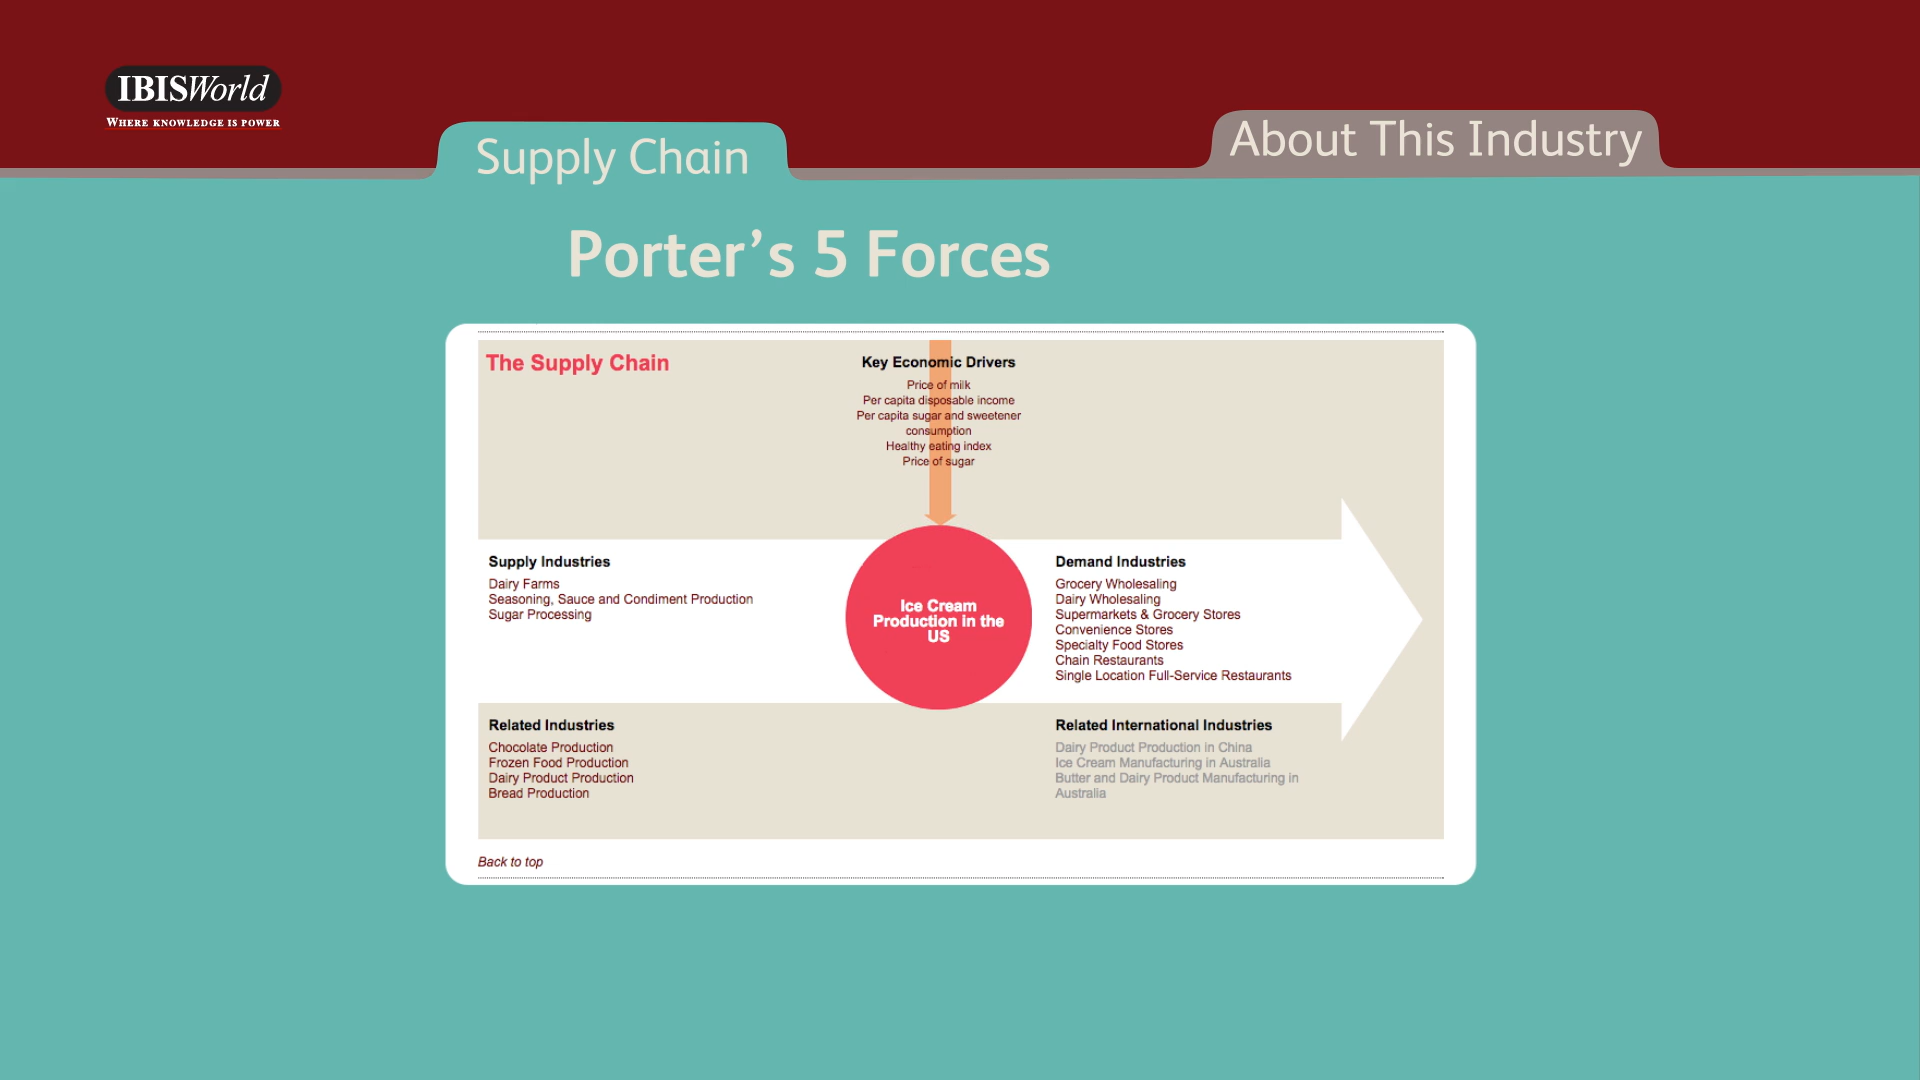 IBISWorld
WHERE KNOWLEDGE IS POWER
Supply Chain
About This Industry
Porter's 5 Forces
The Supply Chain
Key Economic Drivers
Price of milk
Per capita disposable income
Per capita sugar and sweetener
consumption
Healthy eating index
Price of sugar
Supply Industries
Dairy Farms
Seasoning, Sauce and Condiment Production
Sugar Processing
Ice Cream
Production in the
US
Demand Industries
Grocery Wholesaling
Dairy Wholesaling
Supermarkets & Grocery Stores
Convenience Stores
Specialty Food Stores
Chain Restaurants
Single Location Full-Service Restaurants
Related Industries
Chocolate Production
Frozen Food Production
Dairy Product Production
Bread Production
Related International Industries
Dairy Product Production in China
Ice Cream Manufacturing in Australia
Butter and Dairy Product Manufacturing in
Australia
Back to top